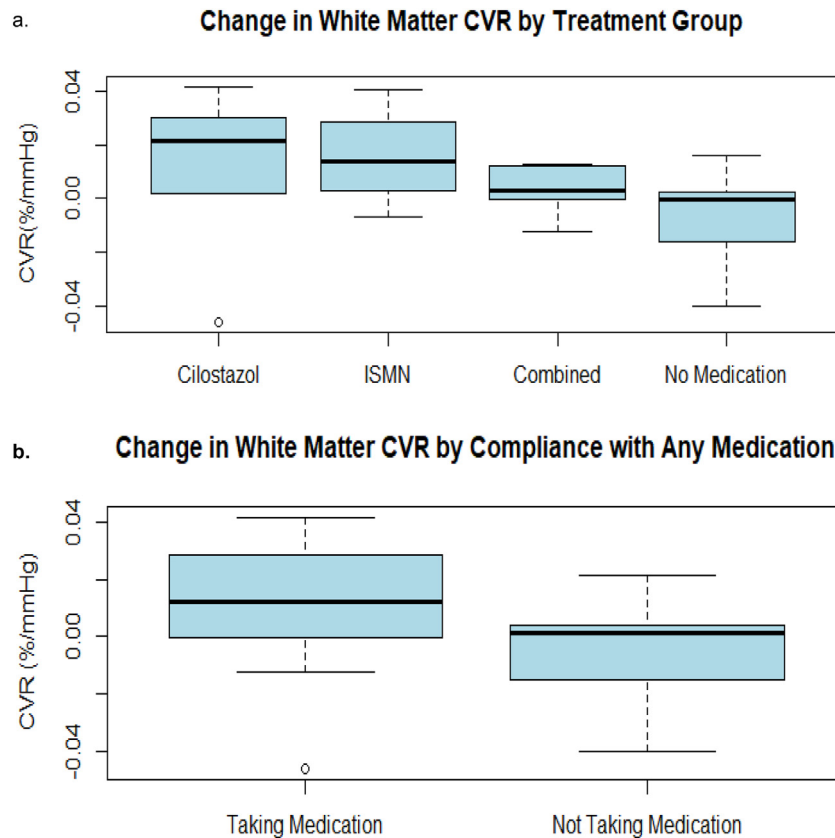 a.
Change in White Matter CVR by Treatment Group
CVR(%/mmHg)
0.04
0.00
-0.04
Cilostazol
ISMN
Combined
No Medication
b.
Change in White Matter CVR by Compliance with Any Medication
CVR (%/mmHg)
0.04
0.00
-0.04
Taking Medication
Not Taking Medication